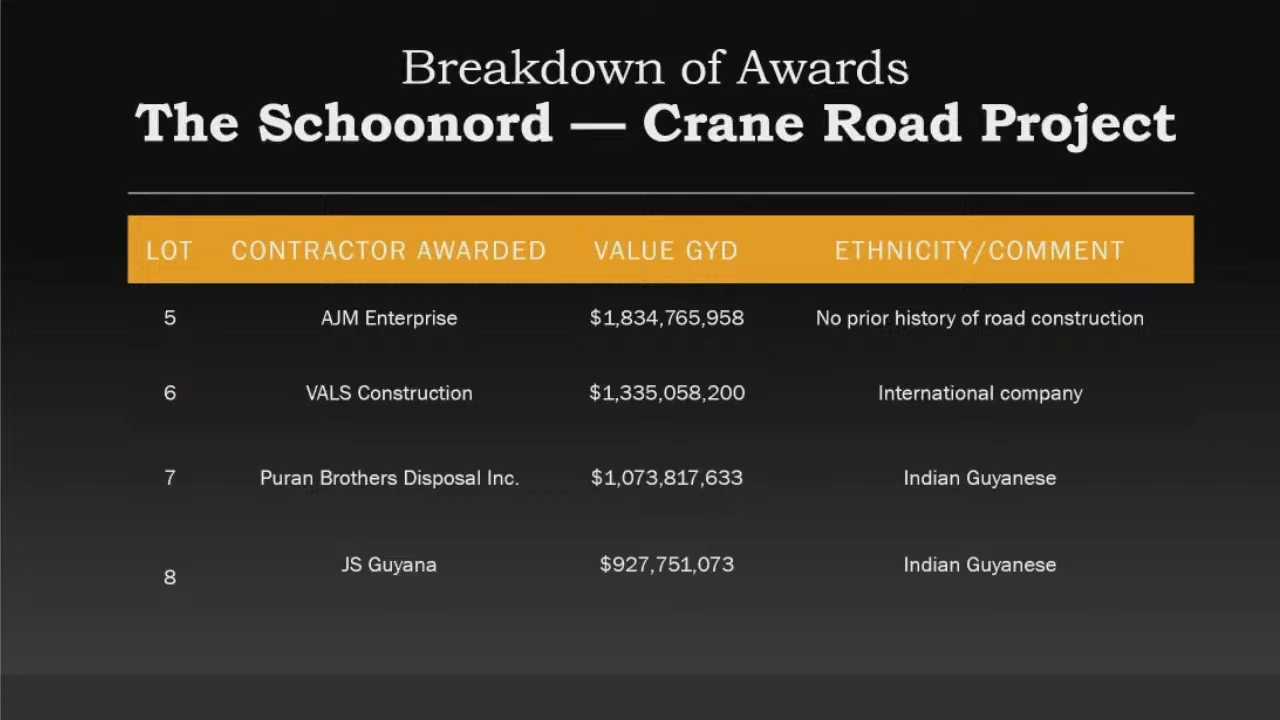 Breakdown of Awards
The Schoonord — Crane Road Project
LOT CONTRACTOR AWARDED VALUE GYD ETHNICITY/COMMENT
5 AJM Enterprise $1,834,765,958 No prior history of road construction
6 VALS Construction $1,335,058,200 International company
7 Puran Brothers Disposal Inc. $1,073,817,633 Indian Guyanese
8 JS Guyana $927,751,073 Indian Guyanese